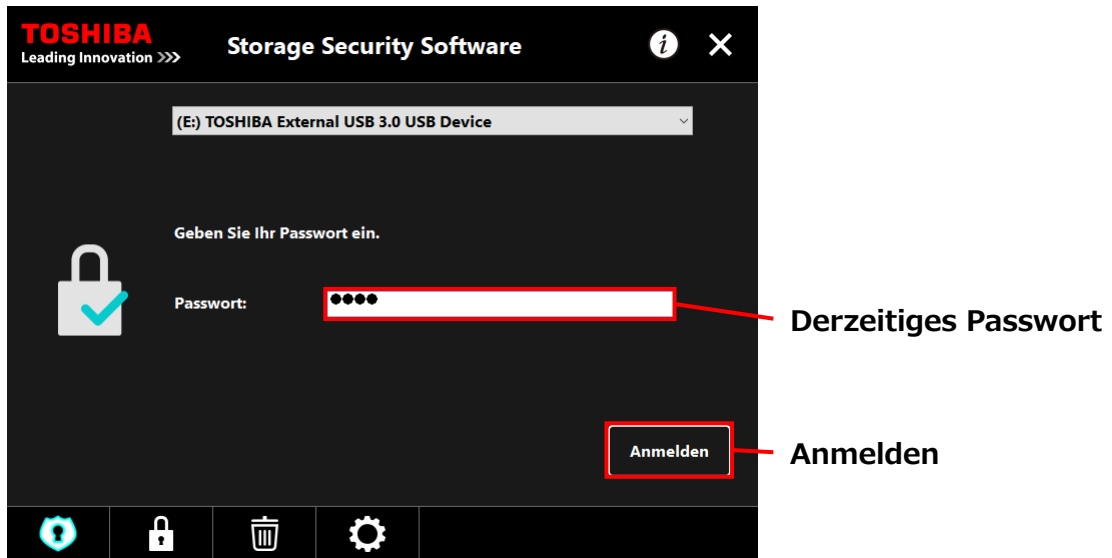 TOSHIBA
Leading Innovation >>>
Storage Security Software
i
(E:) TOSHIBA External USB 3.0 USB Device
Geben Sie Ihr Passwort ein.
Passwort: ●●●●
Derzeitiges Passwort
Anmelden
Anmelden